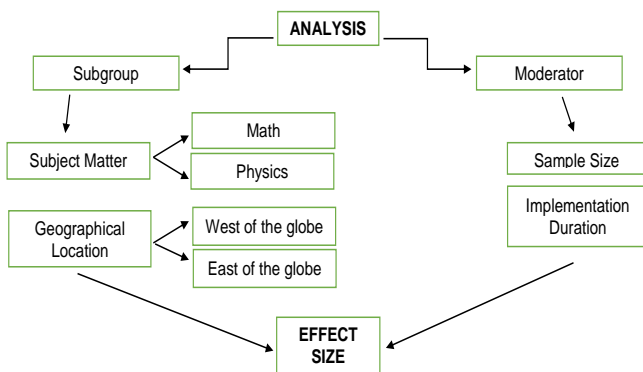 ANALYSIS
Subgroup
Moderator
Math
Subject Matter
Physics
Sample Size
Implementation
Duration
Geographical
Location
West of the globe
East of the globe
EFFECT
SIZE